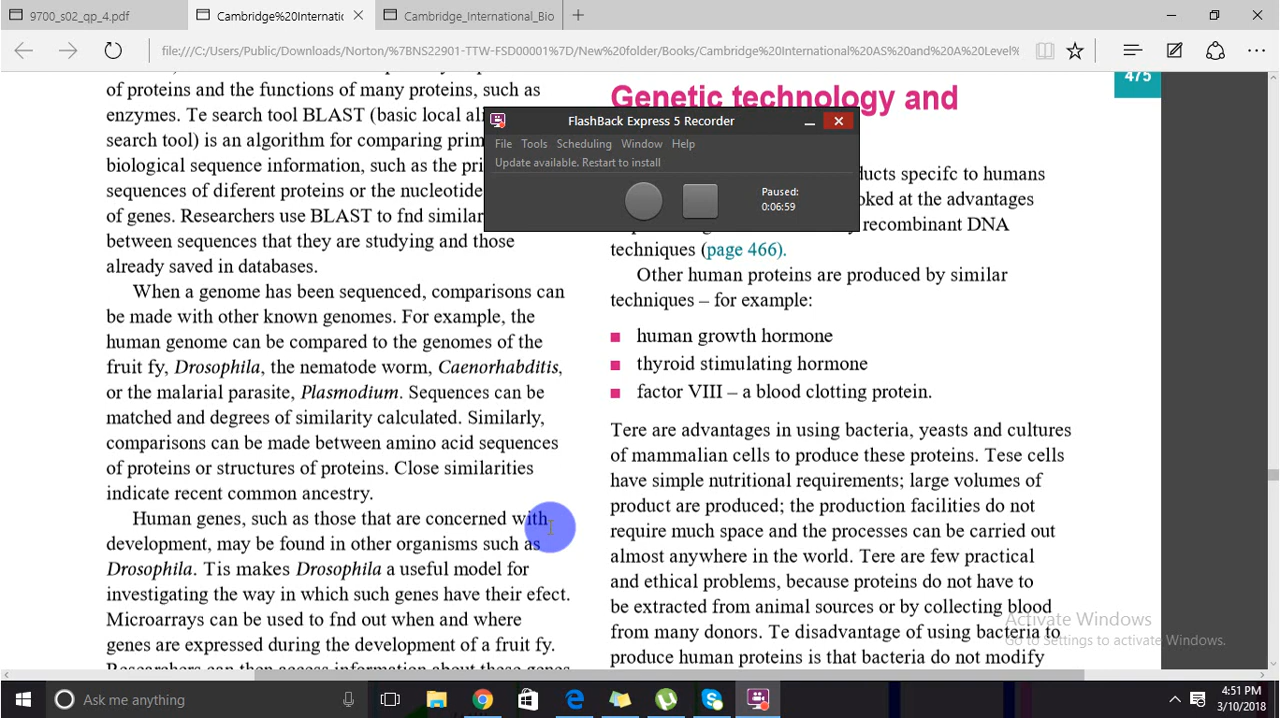 9700_s02_qp_4.pdf
Cambridge%20Internatic
Cambridge_International_Bio
file:///C:/Users/Public/Downloads/Norton/%7BNS22901-TTW-FSD00001%7D/New%20folder/Books/Cambridge%20International%20AS%20and%20A%20Level%
475
of proteins and the functions of many proteins, such as
enzymes. Te search tool BLAST (basic local ali
search tool) is an algorithm for comparing prim
biological sequence information, such as the pri
sequences of diferent proteins or the nucleotide
of genes. Researchers use BLAST to fnd similar
between sequences that they are studying and those
already saved in databases.
When a genome has been sequenced, comparisons can
be made with other known genomes. For example, the
human genome can be compared to the genomes of the
fruit fy, Drosophila, the nematode worm, Caenorhabditis,
or the malarial parasite, Plasmodium. Sequences can be
matched and degrees of similarity calculated. Similarly,
comparisons can be made between amino acid sequences
of proteins or structures of proteins. Close similarities
indicate recent common ancestry.
Human genes, such as those that are concerned with
development, may be found in other organisms such as
Drosophila. Tis makes Drosophila a useful model for
investigating the way in which such genes have their efect.
Microarrays can be used to fnd out when and where
genes are expressed during the development of a fruit fy.
Researchers can then access information about these genes
Genetic technology and
FlashBack Express 5 Recorder
File Tools Scheduling Window Help
Update available. Restart to install
Paused:
0:06:59
ducts specifc to humans
oked at the advantages
recombinant DNA
techniques (page 466).
Other human proteins are produced by similar
techniques – for example:
■ human growth hormone
■ thyroid stimulating hormone
■ factor VIII – a blood clotting protein.
Tere are advantages in using bacteria, yeasts and cultures
of mammalian cells to produce these proteins. Tese cells
have simple nutritional requirements; large volumes of
product are produced; the production facilities do not
require much space and the processes can be carried out
almost anywhere in the world. Tere are few practical
and ethical problems, because proteins do not have to
be extracted from animal sources or by collecting blood
from many donors. Te disadvantage of using bacteria to
produce human proteins is that bacteria do not modify
Activate Windows
Go to Settings to activate Windows.
Ask me anything
4:51 PM
3/10/2018